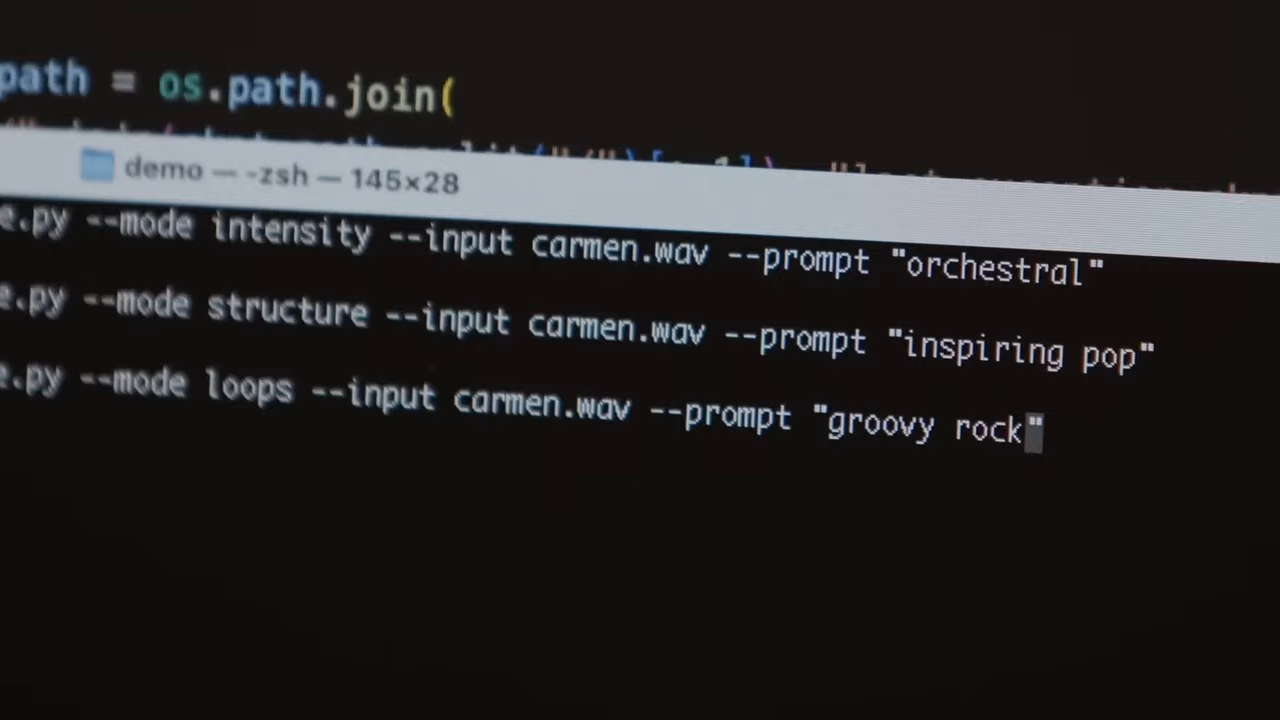 path = os.path.join(
demo — -zsh — 145×28
e.py --mode intensity --input carmen.wav --prompt "orchestral"
e.py --mode structure --input carmen.wav --prompt "inspiring pop"
e.py --mode loops --input carmen.wav --prompt "groovy rock"